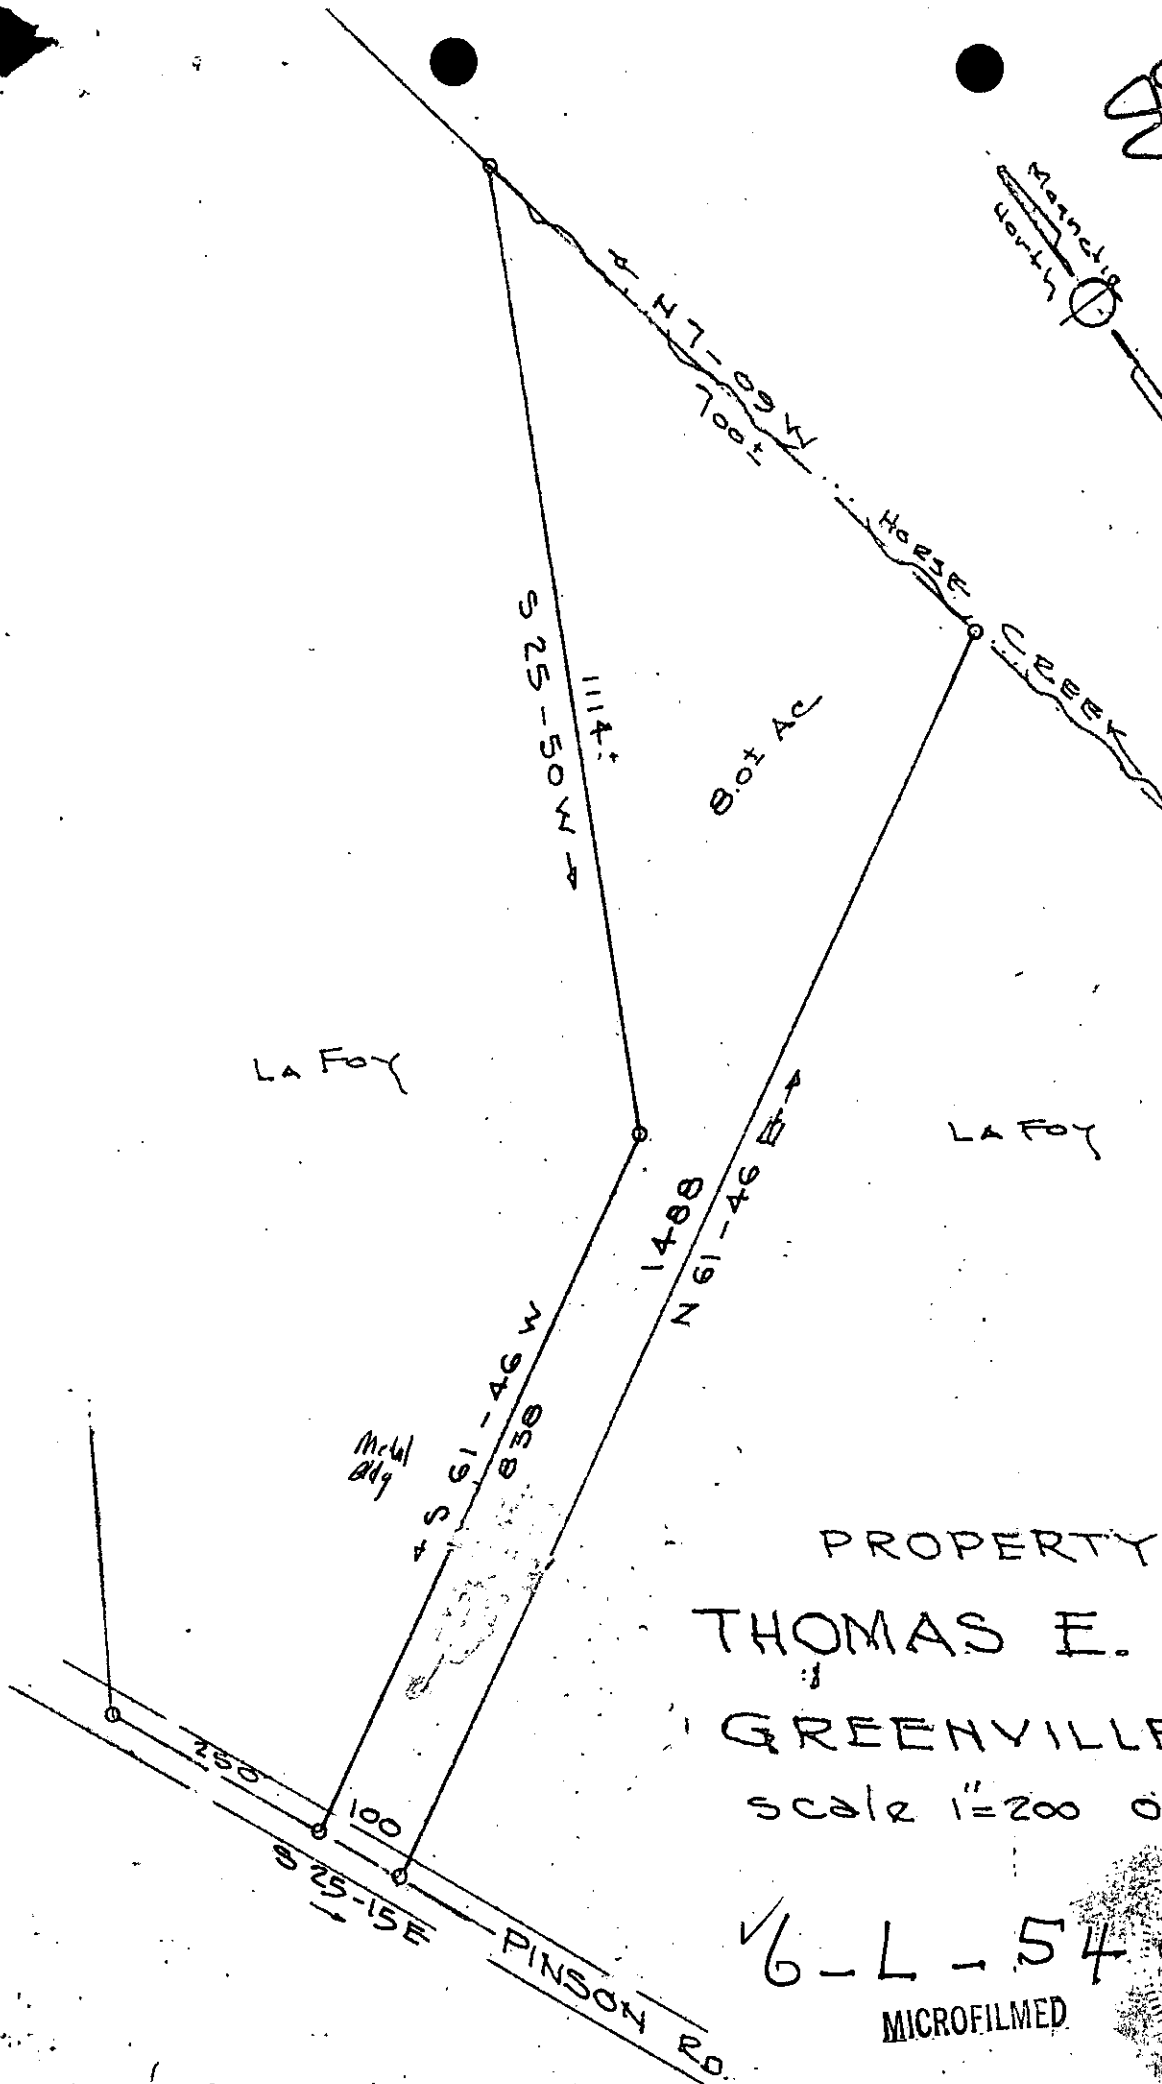 Magnetic
North
N 7-09 W
700±
HORSE
CREEK
S 25-50 W
1114±
8.0± AC
LA FOY
LA FOY
1488
N 61-46 E
S 61-46 W
838
Metal
Bldg
250
100
S 25-15 E
PINSON RD.
PROPERTY
THOMAS E.
GREENVILLE
scale 1"=200
6-L-54
MICROFILMED